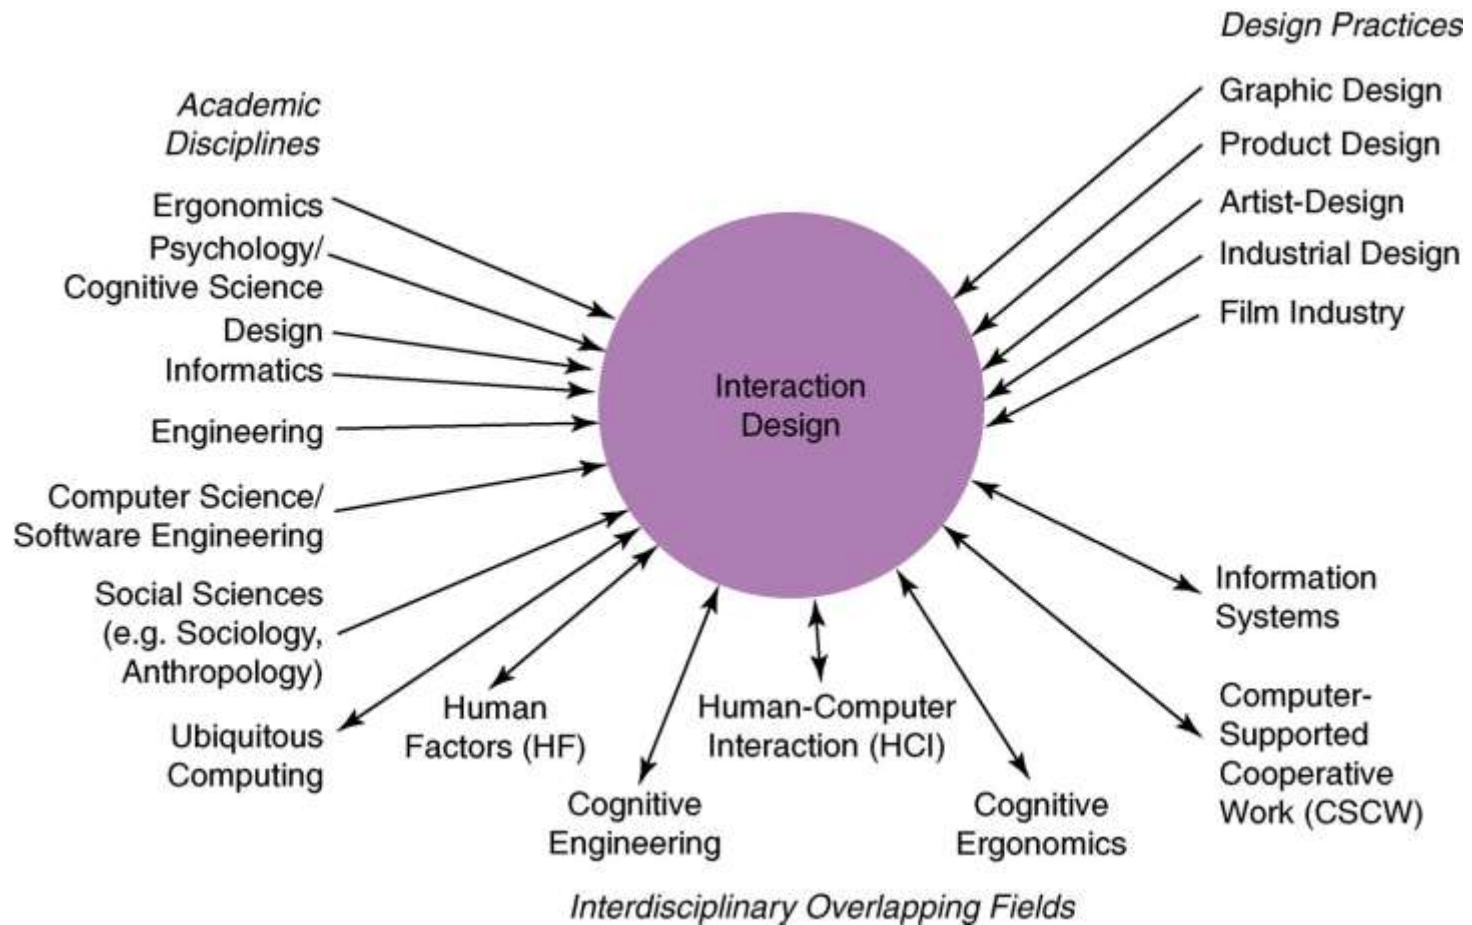 Design Practices
Graphic Design
Product Design
Artist-Design
Industrial Design
Film Industry
Academic
Disciplines
Ergonomics
Psychology/
Cognitive Science
Design
Informatics
Engineering
Computer Science/
Software Engineering
Social Sciences
(e.g. Sociology,
Anthropology)
Interaction
Design
Ubiquitous
Computing
Human
Factors (HF)
Cognitive
Engineering
Human-Computer
Interaction (HCI)
Cognitive
Ergonomics
Information
Systems
Computer-
Supported
Cooperative
Work (CSCW)
Interdisciplinary Overlapping Fields